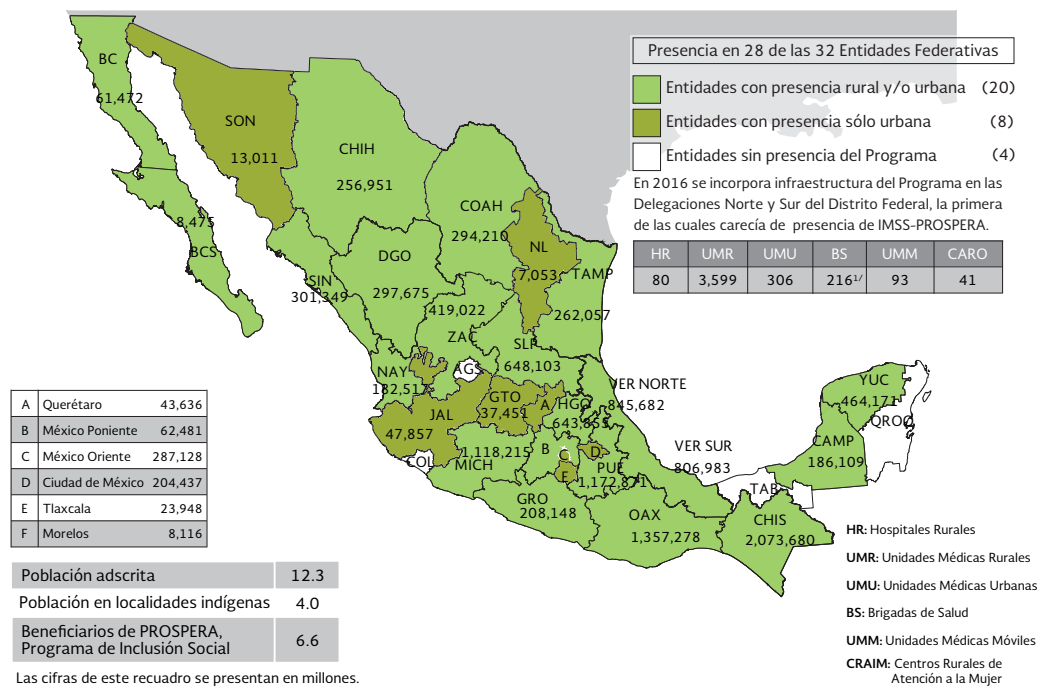 Presencia en 28 de las 32 Entidades Federativas
Entidades con presencia rural y/o urbana (20)
Entidades con presencia sólo urbana (8)
Entidades sin presencia del Programa (4)
En 2016 se incorpora infraestructura del Programa en las
Delegaciones Norte y Sur del Distrito Federal, la primera
de las cuales carecía de presencia de IMSS-PROSPERA.
HR UMR UMU BS UMM CARO
80 3,599 306 216 1/ 93 41
BC
61,472
SON
13,011
CHIH
256,951
COAH
294,210
8,475
BCS
NL
7,053
TAMP
262,057
DGO
297,675
SIN
301,349
419,022
ZAC
SLP
648,103
NAY
182,517
AGS
JAL
47,857
GTO
37,451
A
HGO
643,855
VER NORTE
845,682
COL
MICH
1,118,215
B
C
D
E
PUE
1,172,871
VER SUR
806,983
GRO
208,148
OAX
1,357,278
TAB
CHIS
2,073,680
YUC
464,171
QROO
CAMP
186,109
A Querétaro 43,636
B México Poniente 62,481
C México Oriente 287,128
D Ciudad de México 204,437
E Tlaxcala 23,948
F Morelos 8,116
Población adscrita 12.3
Población en localidades indígenas 4.0
Beneficiarios de PROSPERA,
Programa de Inclusión Social 6.6
Las cifras de este recuadro se presentan en millones.
HR: Hospitales Rurales
UMR: Unidades Médicas Rurales
UMU: Unidades Médicas Urbanas
BS: Brigadas de Salud
UMM: Unidades Médicas Móviles
CRAIM: Centros Rurales de
Atención a la Mujer